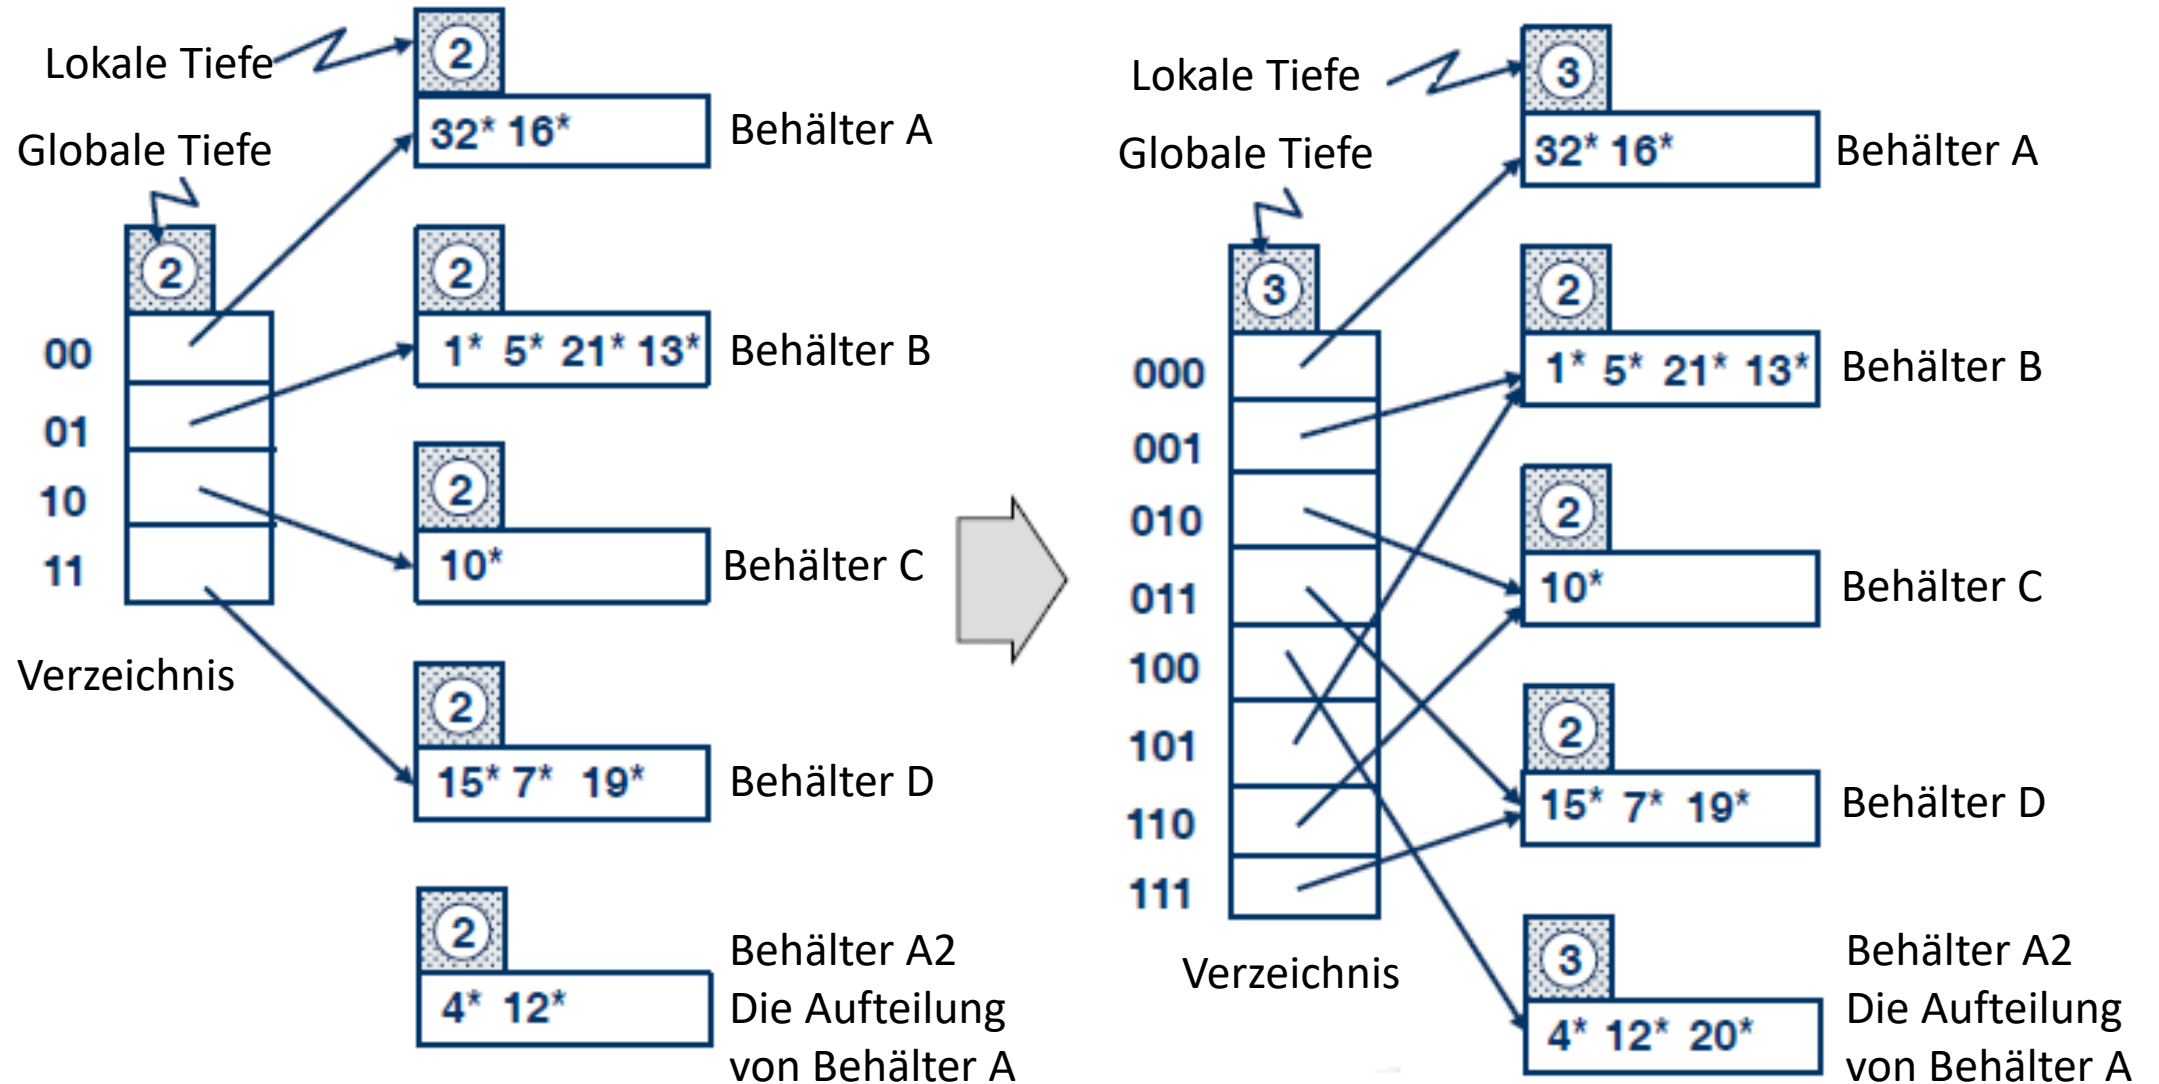 Lokale Tiefe
2
32* 16*
Behälter A
Globale Tiefe
2
2
00
1* 5* 21* 13*
Behälter B
01
2
10
10*
Behälter C
11
Verzeichnis
2
15* 7* 19*
Behälter D
2
4* 12*
Behälter A2
Die Aufteilung
von Behälter A
Lokale Tiefe
3
32* 16*
Behälter A
Globale Tiefe
3
2
000
1* 5* 21* 13*
Behälter B
001
010
2
011
10*
Behälter C
100
101
2
110
15* 7* 19*
Behälter D
111
Verzeichnis
3
4* 12* 20*
Behälter A2
Die Aufteilung
von Behälter A